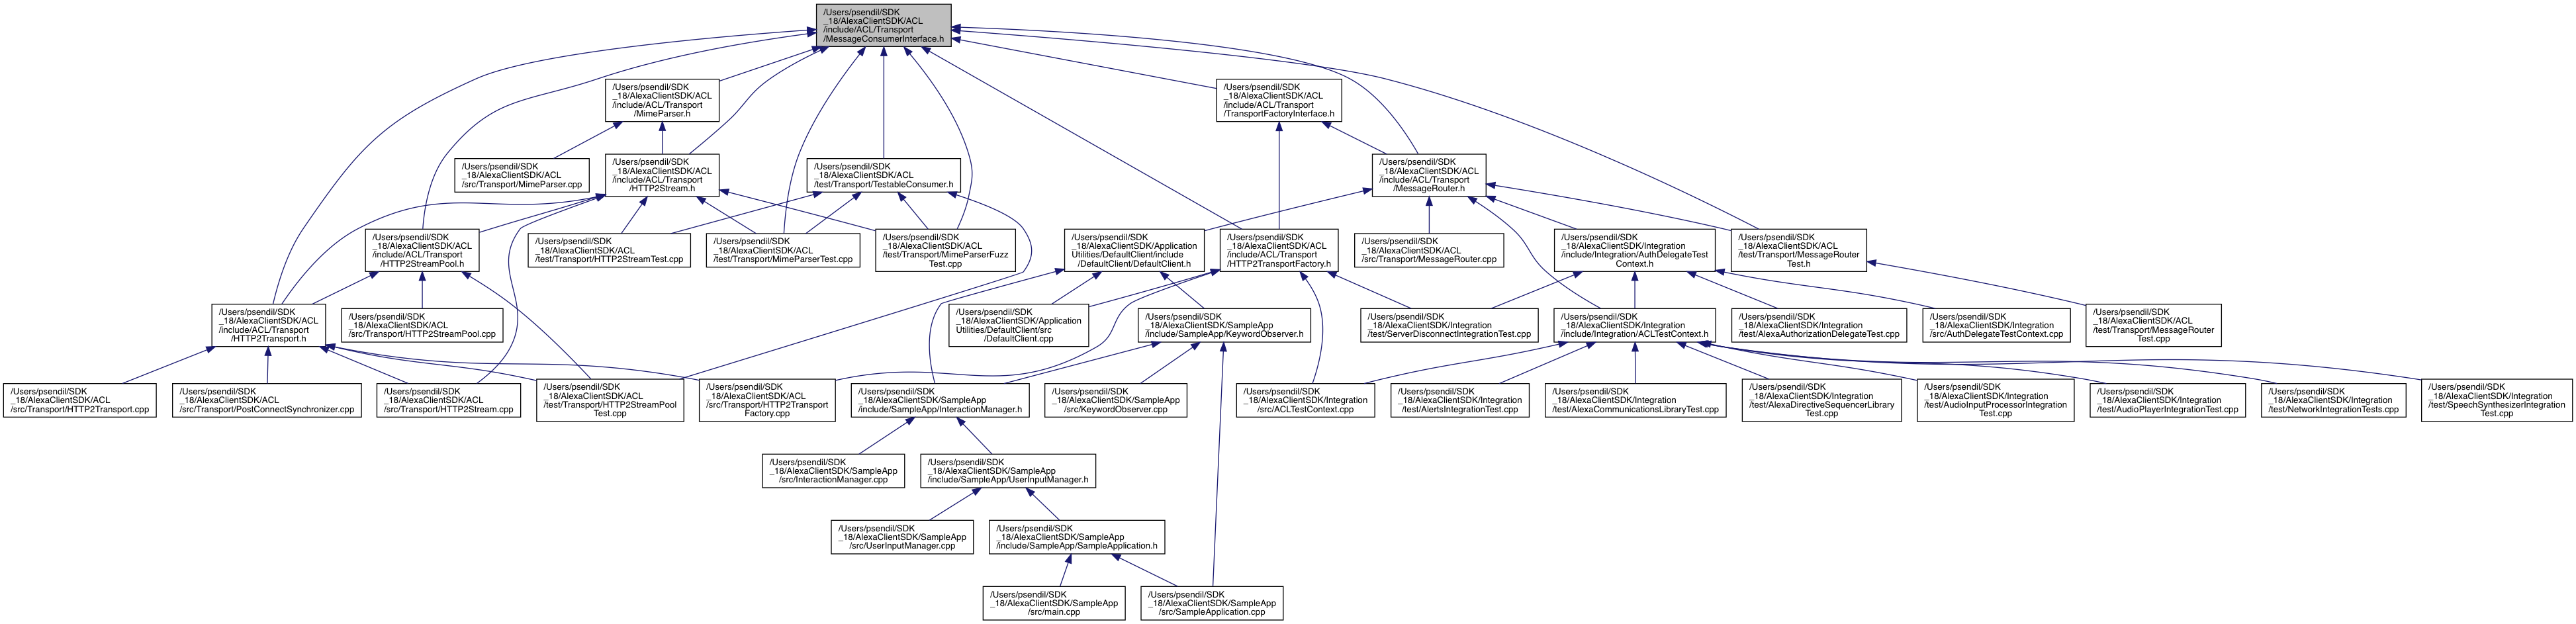 /Users/psendil/SDK
_18/AlexaClientSDK/ACL
/include/ACL/Transport
/MessageConsumerInterface.h
/Users/psendil/SDK
_18/AlexaClientSDK/ACL
/include/ACL/Transport
/MimeParser.h
/Users/psendil/SDK
_18/AlexaClientSDK/ACL
/include/ACL/Transport
/TransportFactoryInterface.h
/Users/psendil/SDK
_18/AlexaClientSDK/ACL
/src/Transport/MimeParser.cpp
/Users/psendil/SDK
_18/AlexaClientSDK/ACL
/include/ACL/Transport
/HTTP2Stream.h
/Users/psendil/SDK
_18/AlexaClientSDK/ACL
/test/Transport/TestableConsumer.h
/Users/psendil/SDK
_18/AlexaClientSDK/ACL
/include/ACL/Transport
/MessageRouter.h
/Users/psendil/SDK
_18/AlexaClientSDK/ACL
/include/ACL/Transport
/HTTP2StreamPool.h
/Users/psendil/SDK
_18/AlexaClientSDK/ACL
/test/Transport/HTTP2StreamTest.cpp
/Users/psendil/SDK
_18/AlexaClientSDK/ACL
/test/Transport/MimeParserTest.cpp
/Users/psendil/SDK
_18/AlexaClientSDK/ACL
/test/Transport/MimeParserFuzz
Test.cpp
/Users/psendil/SDK
_18/AlexaClientSDK/Application
Utilities/DefaultClient/include
/DefaultClient/DefaultClient.h
/Users/psendil/SDK
_18/AlexaClientSDK/ACL
/include/ACL/Transport
/HTTP2TransportFactory.h
/Users/psendil/SDK
_18/AlexaClientSDK/ACL
/src/Transport/MessageRouter.cpp
/Users/psendil/SDK
_18/AlexaClientSDK/Integration
/include/Integration/AuthDelegateTest
Context.h
/Users/psendil/SDK
_18/AlexaClientSDK/ACL
/test/Transport/MessageRouter
Test.h
/Users/psendil/SDK
_18/AlexaClientSDK/ACL
/include/ACL/Transport
/HTTP2Transport.h
/Users/psendil/SDK
_18/AlexaClientSDK/ACL
/src/Transport/HTTP2StreamPool.cpp
/Users/psendil/SDK
_18/AlexaClientSDK/Application
Utilities/DefaultClient/src
/DefaultClient.cpp
/Users/psendil/SDK
_18/AlexaClientSDK/SampleApp
/include/SampleApp/KeywordObserver.h
/Users/psendil/SDK
_18/AlexaClientSDK/Integration
/test/ServerDisconnectIntegrationTest.cpp
/Users/psendil/SDK
_18/AlexaClientSDK/Integration
/include/Integration/ACLTestContext.h
/Users/psendil/SDK
_18/AlexaClientSDK/Integration
/test/AlexaAuthorizationDelegateTest.cpp
/Users/psendil/SDK
_18/AlexaClientSDK/Integration
/src/AuthDelegateTestContext.cpp
/Users/psendil/SDK
_18/AlexaClientSDK/ACL
/test/Transport/MessageRouter
Test.cpp
/Users/psendil/SDK
_18/AlexaClientSDK/ACL
/src/Transport/HTTP2Transport.cpp
/Users/psendil/SDK
_18/AlexaClientSDK/ACL
/src/Transport/PostConnectSynchronizer.cpp
/Users/psendil/SDK
_18/AlexaClientSDK/ACL
/src/Transport/HTTP2Stream.cpp
/Users/psendil/SDK
_18/AlexaClientSDK/ACL
/test/Transport/HTTP2StreamPool
Test.cpp
/Users/psendil/SDK
_18/AlexaClientSDK/ACL
/src/Transport/HTTP2Transport
Factory.cpp
/Users/psendil/SDK
_18/AlexaClientSDK/SampleApp
/include/SampleApp/InteractionManager.h
/Users/psendil/SDK
_18/AlexaClientSDK/SampleApp
/src/KeywordObserver.cpp
/Users/psendil/SDK
_18/AlexaClientSDK/Integration
/src/ACLTestContext.cpp
/Users/psendil/SDK
_18/AlexaClientSDK/Integration
/test/AlertsIntegrationTest.cpp
/Users/psendil/SDK
_18/AlexaClientSDK/Integration
/test/AlexaCommunicationsLibraryTest.cpp
/Users/psendil/SDK
_18/AlexaClientSDK/Integration
/test/AlexaDirectiveSequencerLibrary
Test.cpp
/Users/psendil/SDK
_18/AlexaClientSDK/Integration
/test/AudioInputProcessorIntegration
Test.cpp
/Users/psendil/SDK
_18/AlexaClientSDK/Integration
/test/AudioPlayerIntegrationTest.cpp
/Users/psendil/SDK
_18/AlexaClientSDK/Integration
/test/NetworkIntegrationTests.cpp
/Users/psendil/SDK
_18/AlexaClientSDK/Integration
/test/SpeechSynthesizerIntegration
Test.cpp
/Users/psendil/SDK
_18/AlexaClientSDK/SampleApp
/src/InteractionManager.cpp
/Users/psendil/SDK
_18/AlexaClientSDK/SampleApp
/include/SampleApp/UserInputManager.h
/Users/psendil/SDK
_18/AlexaClientSDK/SampleApp
/src/UserInputManager.cpp
/Users/psendil/SDK
_18/AlexaClientSDK/SampleApp
/include/SampleApp/SampleApplication.h
/Users/psendil/SDK
_18/AlexaClientSDK/SampleApp
/src/main.cpp
/Users/psendil/SDK
_18/AlexaClientSDK/SampleApp
/src/SampleApplication.cpp